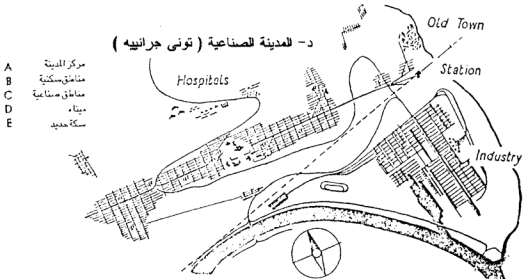 د - المدينة الصناعية ( تونى جرانييه )
Old Town
Station
Hospitals
Industry
A مركز المدينة
B مناطق سكنية
C مناطق صناعية
D ميناء
E سكة حديد